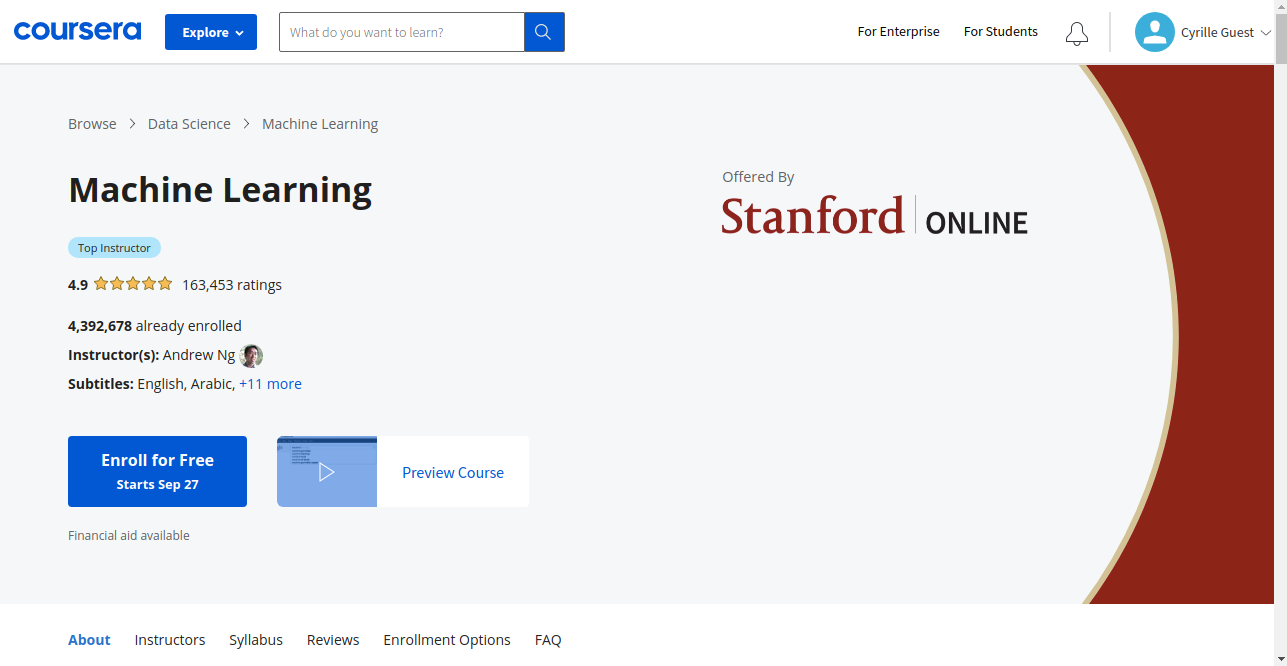 coursera
Explore
What do you want to learn?
For Enterprise
For Students
Cyrille Guest
Browse > Data Science > Machine Learning
Machine Learning
Offered By
Stanford | ONLINE
Top Instructor
4.9 163,453 ratings
4,392,678 already enrolled
Instructor(s): Andrew Ng
Subtitles: English, Arabic, +11 more
Enroll for Free
Starts Sep 27
Preview Course
Financial aid available
About
Instructors
Syllabus
Reviews
Enrollment Options
FAQ